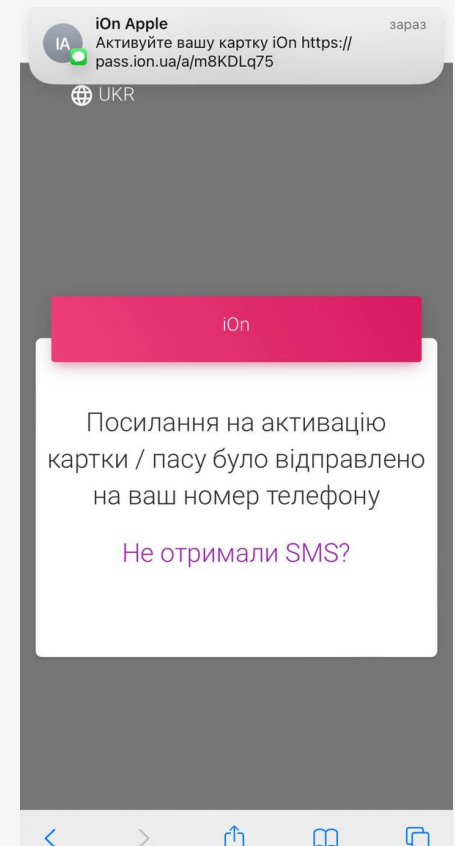 IA
iOn Apple
зараз
Активуйте вашу картку iOn https://
pass.ion.ua/a/m8KDLq75
UKR
iOn
Посилання на активацію
картки / пасу було відправлено
на ваш номер телефону
Не отримали SMS?